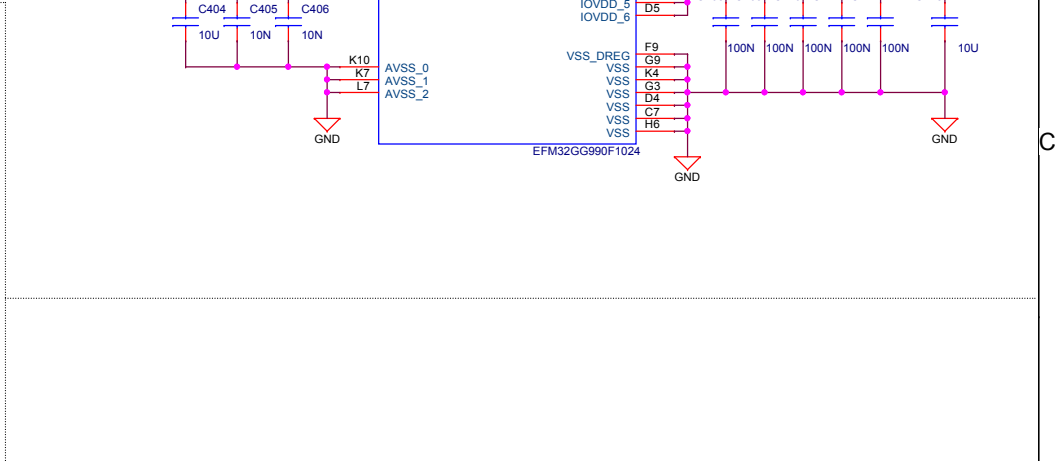 C404 C405 C406
10U 10N 10N
IOVDD_5
IOVDD_6 D5
100N 100N 100N 100N 100N 10U
VSS_DREG F9
VSS G9
VSS K4
VSS G3
VSS D4
VSS C7
VSS H6
K10 AVSS_0
K7 AVSS_1
L7 AVSS_2
GND
EFM32GG990F1024
GND
GND
C